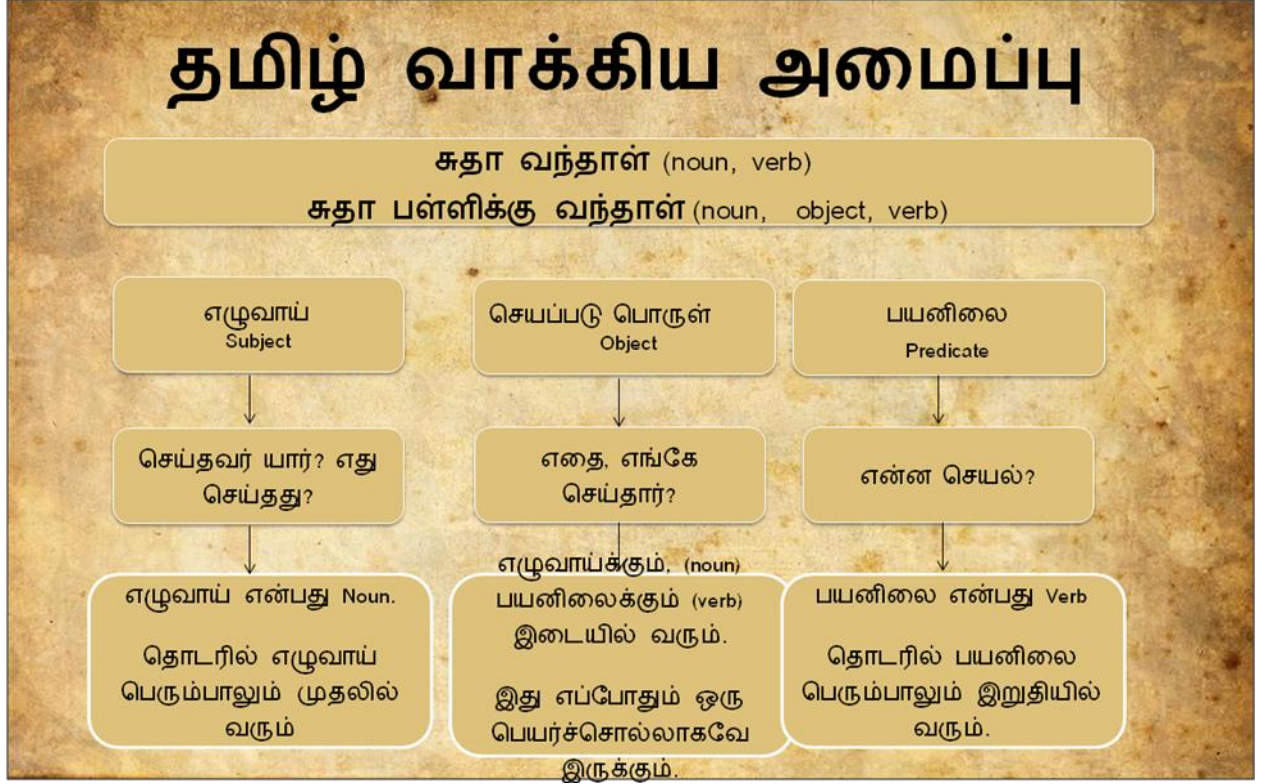 தமிழ் வாக்கிய அமைப்பு
சுதா வந்தாள் (noun, verb)
சுதா பள்ளிக்கு வந்தாள் (noun, object, verb)
எழுவாய்
Subject
செய்தவர் யார்? எது
செய்தது?
எழுவாய் என்பது Noun.
தொடரில் எழுவாய்
பெரும்பாலும் முதலில்
வரும்
செயப்படு பொருள்
Object
எதை, எங்கே
செய்தார்?
எழுவாய்க்கும், (noun)
பயனிலைக்கும் (verb)
இடையில் வரும்.
இது எப்போதும் ஒரு
பெயர்ச்சொல்லாகவே
இருக்கும்.
பயனிலை
Predicate
என்ன செயல்?
பயனிலை என்பது Verb
தொடரில் பயனிலை
பெரும்பாலும் இறுதியில்
வரும்.